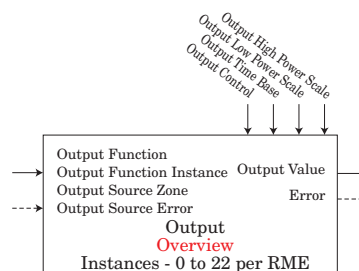 Output High Power Scale
Output Low Power Scale
Output Time Base
Output Control
Output Function
Output Function Instance
Output Value
Output Source Zone
Error
Output Source Error
Output
Overview
Instances - 0 to 22 per RME